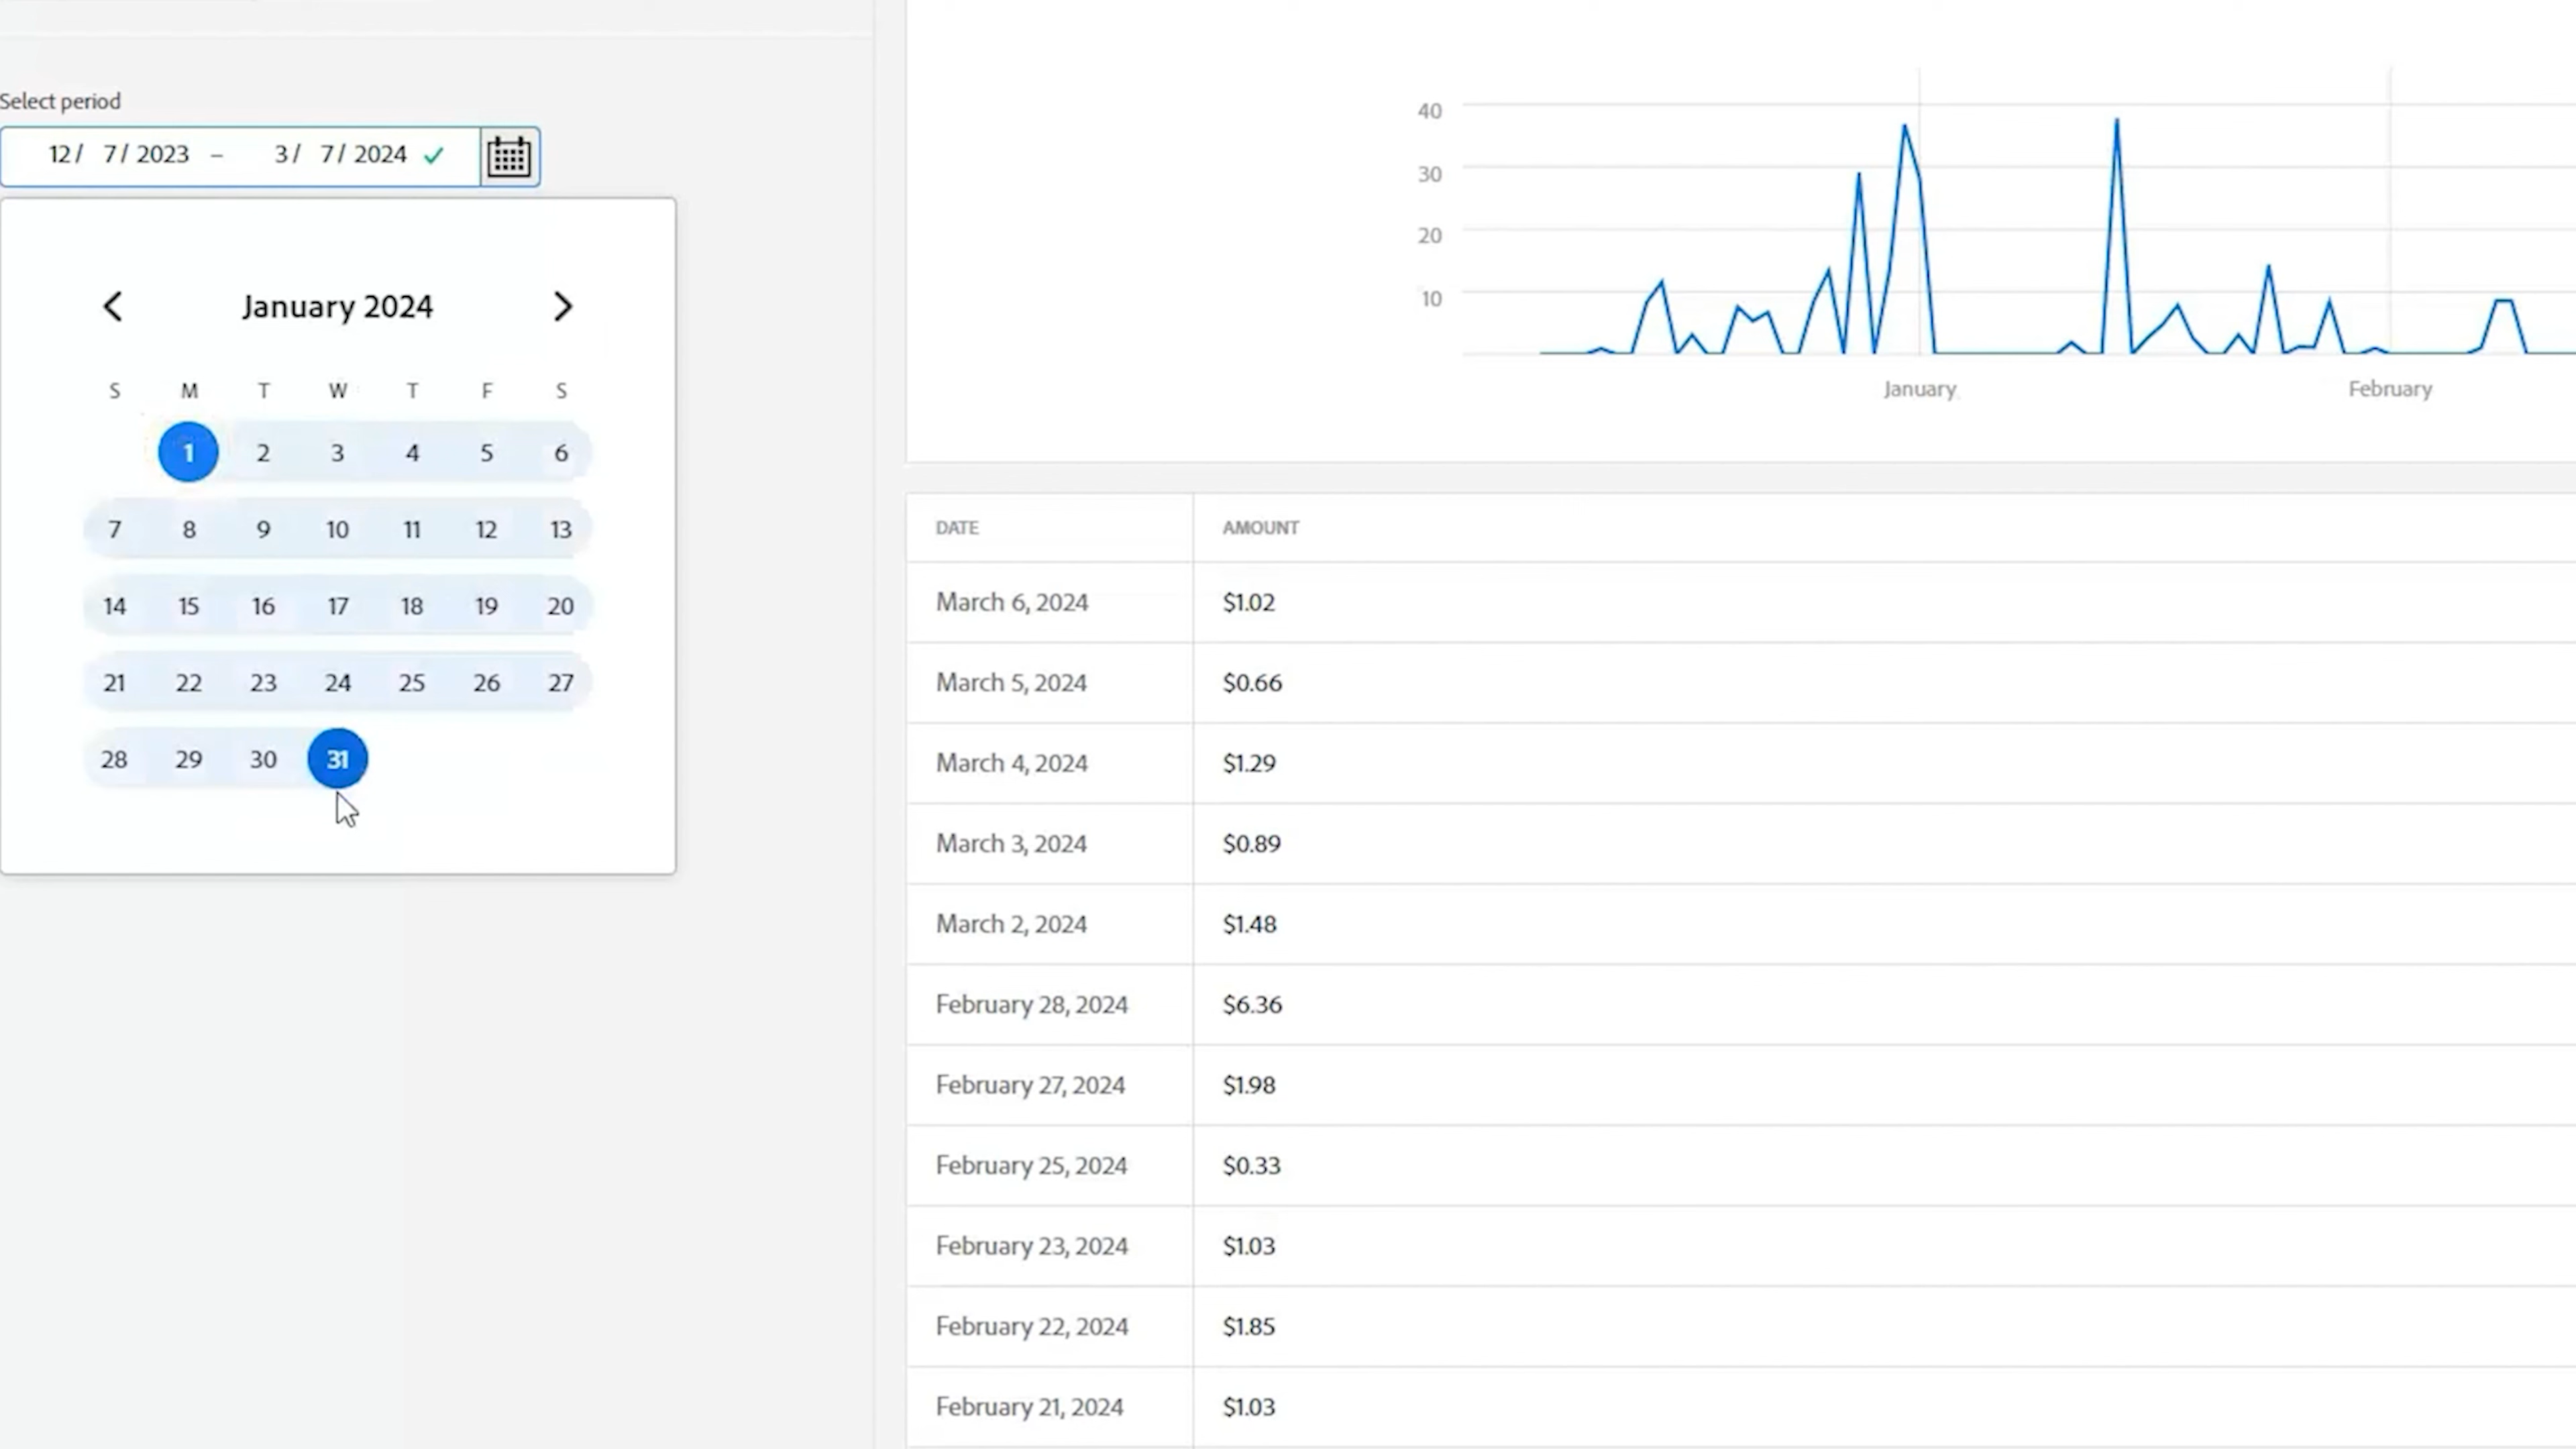 Select period
12/ 7/ 2023 – 3/ 7/ 2024
January 2024
S M T W T F S
1 2 3 4 5 6
7 8 9 10 11 12 13
14 15 16 17 18 19 20
21 22 23 24 25 26 27
28 29 30 31
40
30
20
10
January February
DATE AMOUNT
March 6, 2024 $1.02
March 5, 2024 $0.66
March 4, 2024 $1.29
March 3, 2024 $0.89
March 2, 2024 $1.48
February 28, 2024 $6.36
February 27, 2024 $1.98
February 25, 2024 $0.33
February 23, 2024 $1.03
February 22, 2024 $1.85
February 21, 2024 $1.03